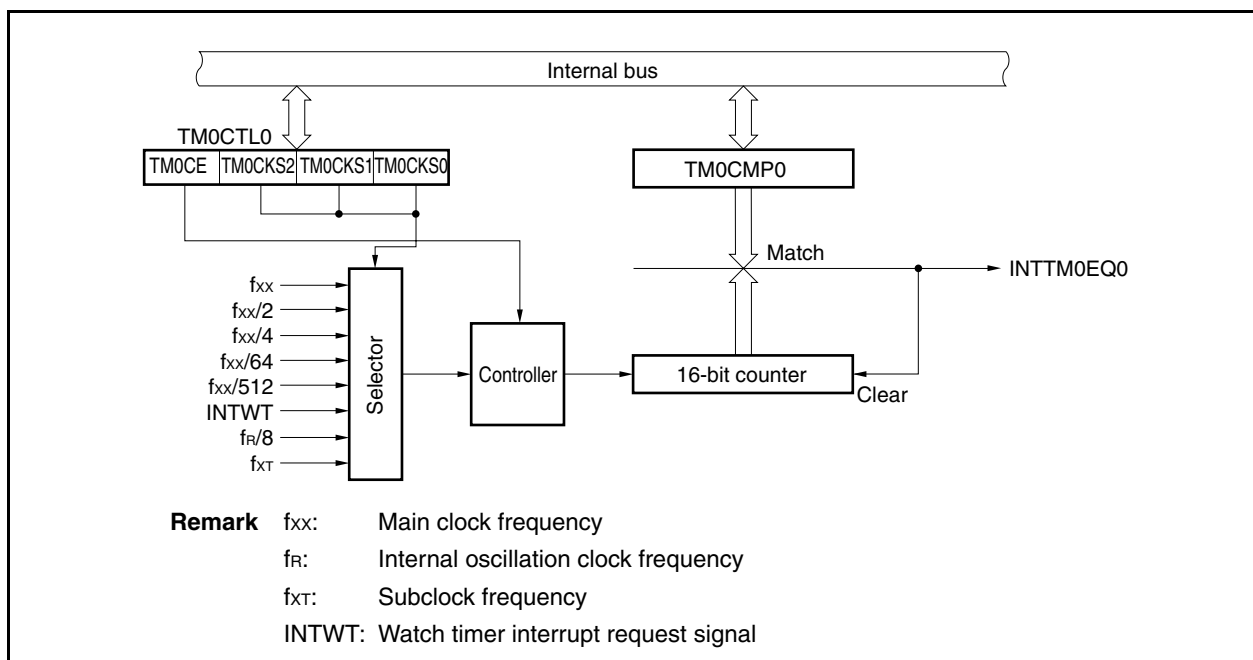 Internal bus
TM0CTL0
TM0CE TM0CKS2 TM0CKS1 TM0CKS0
TM0CMP0
Match
INTTM0EQ0
fXX
fXX/2
fXX/4
fXX/64
fXX/512
INTWT
fR/8
fXT
Selector
Controller
16-bit counter
Clear
Remark fXX: Main clock frequency
fR: Internal oscillation clock frequency
fXT: Subclock frequency
INTWT: Watch timer interrupt request signal